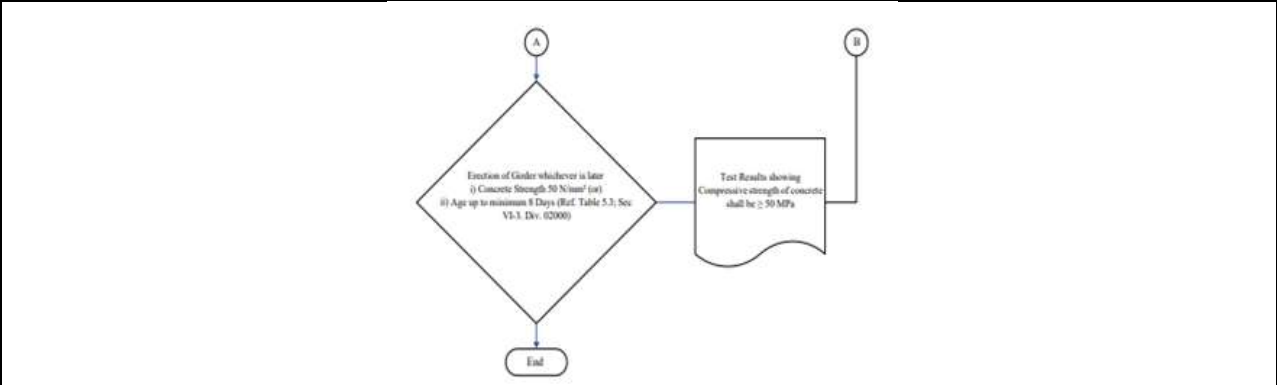 A
B
Erection of Girder whichever is later
i) Concrete Strength 50 N/mm² (or)
ii) Age up to minimum 8 Days (Ref. Table 5.3; Sec
VI-3. Div. 02000)
Test Results showing
Compressive strength of concrete
shall be ≥ 50 MPa
End